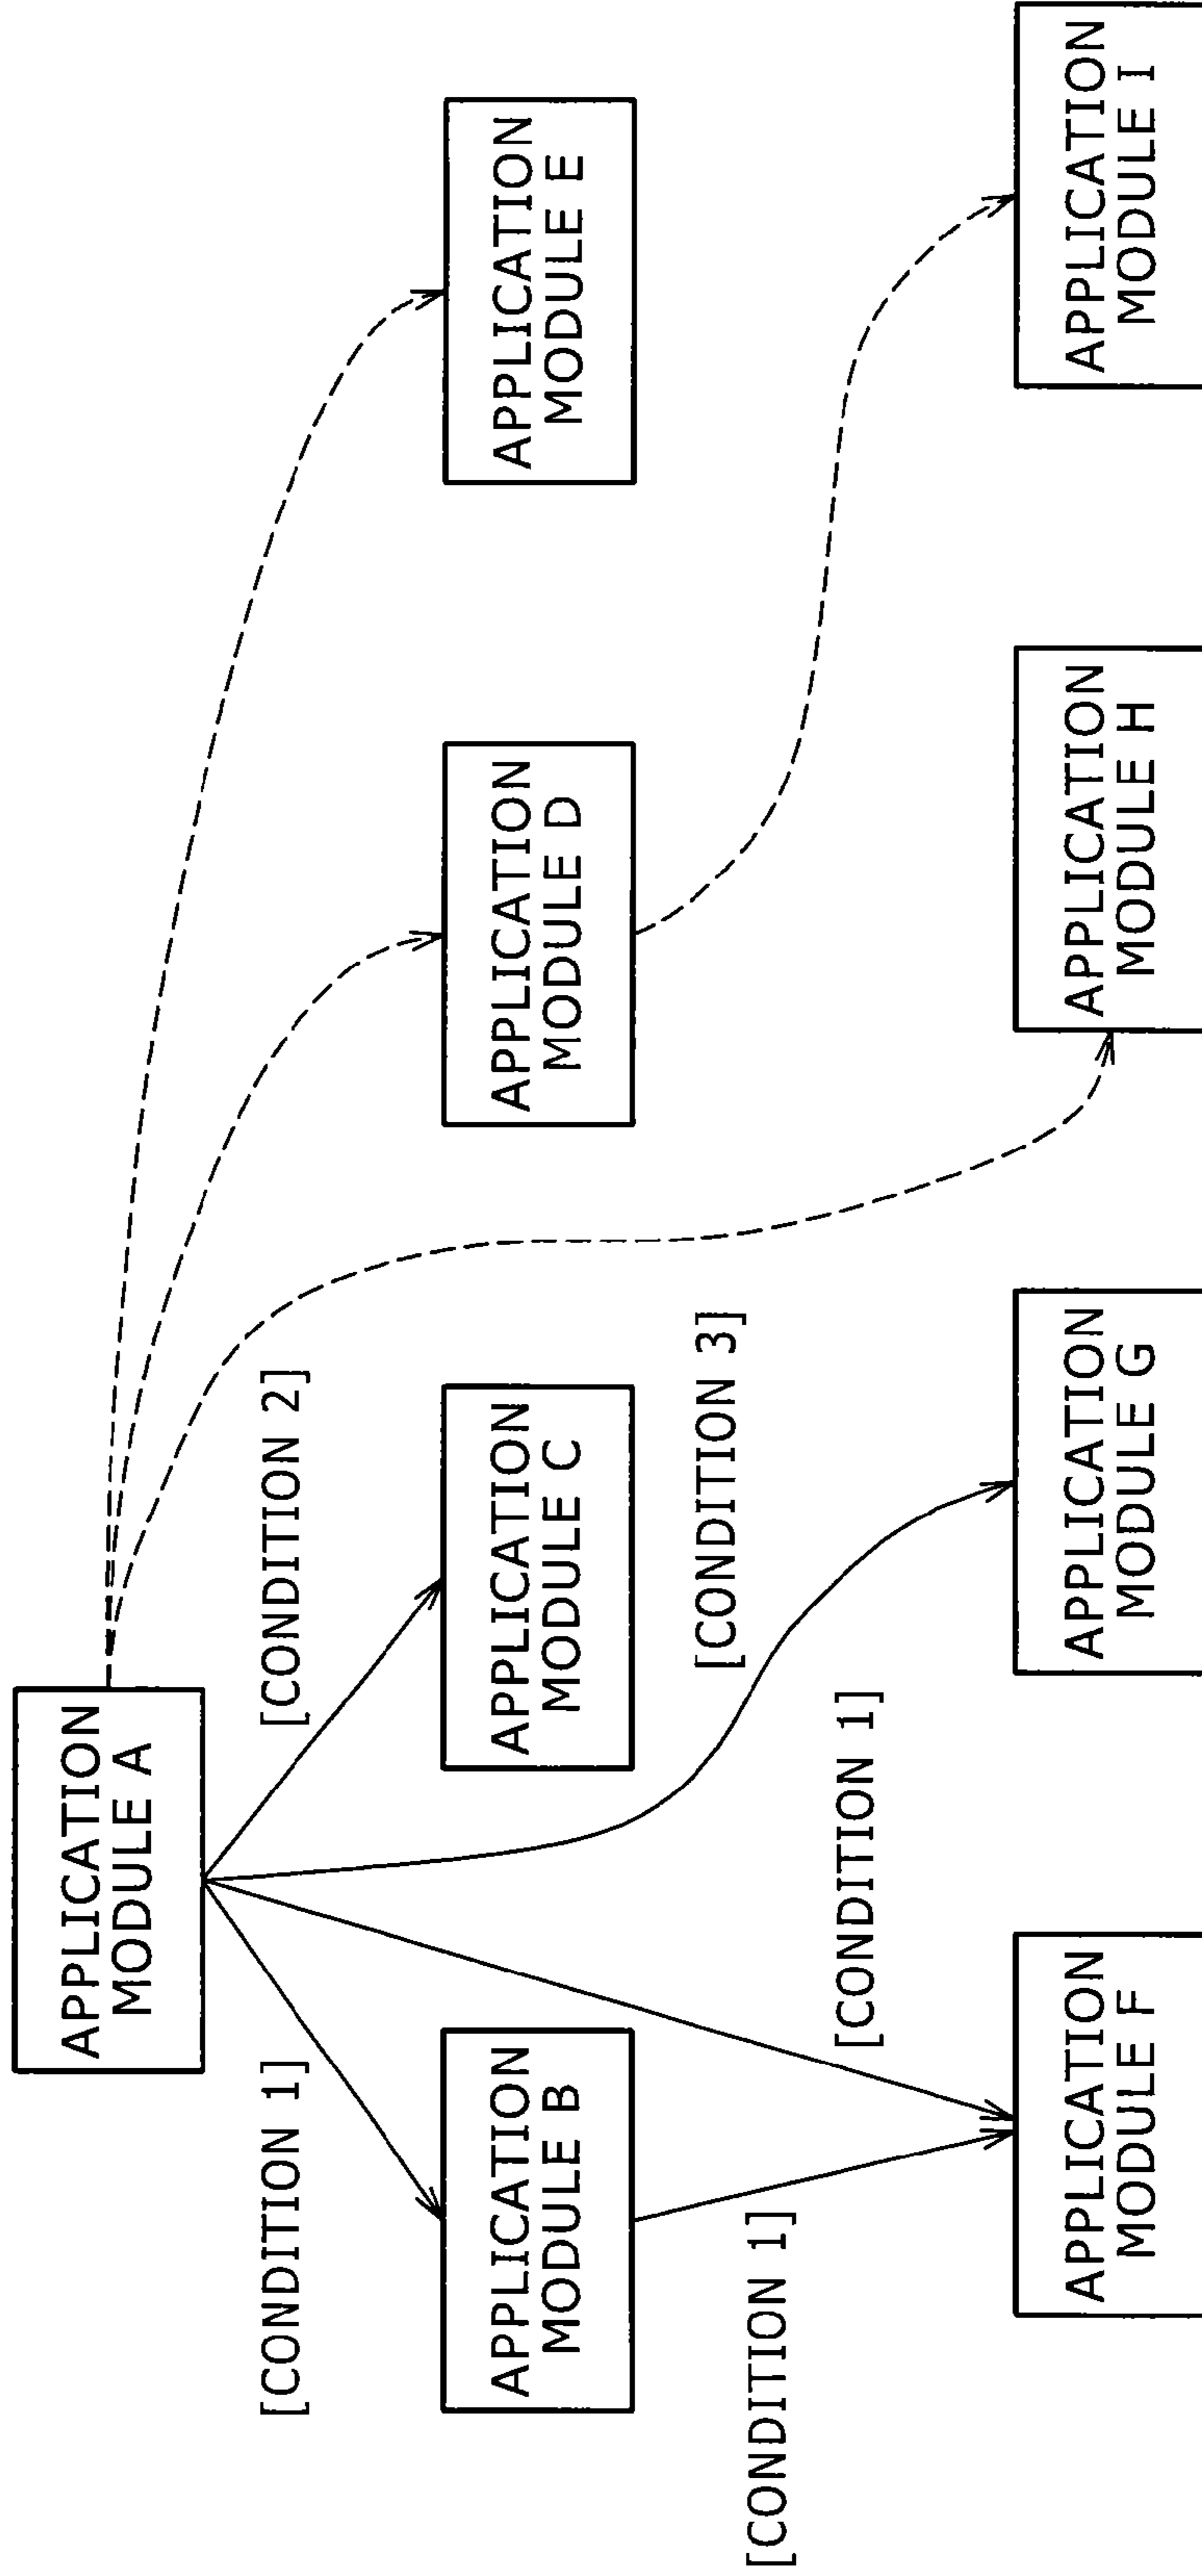 APPLICATION
MODULE A
[CONDITION 1]
[CONDITION 2]
APPLICATION
MODULE B
APPLICATION
MODULE C
APPLICATION
MODULE D
APPLICATION
MODULE E
[CONDITION 3]
[CONDITION 1]
[CONDITION 1]
APPLICATION
MODULE F
APPLICATION
MODULE G
APPLICATION
MODULE H
APPLICATION
MODULE I